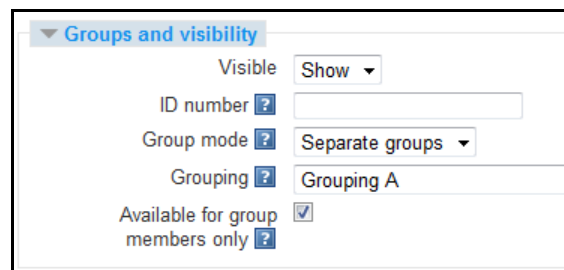 Groups and visibility
Visible Show
ID number ?
Group mode ? Separate groups
Grouping ? Grouping A
Available for group
members only ?